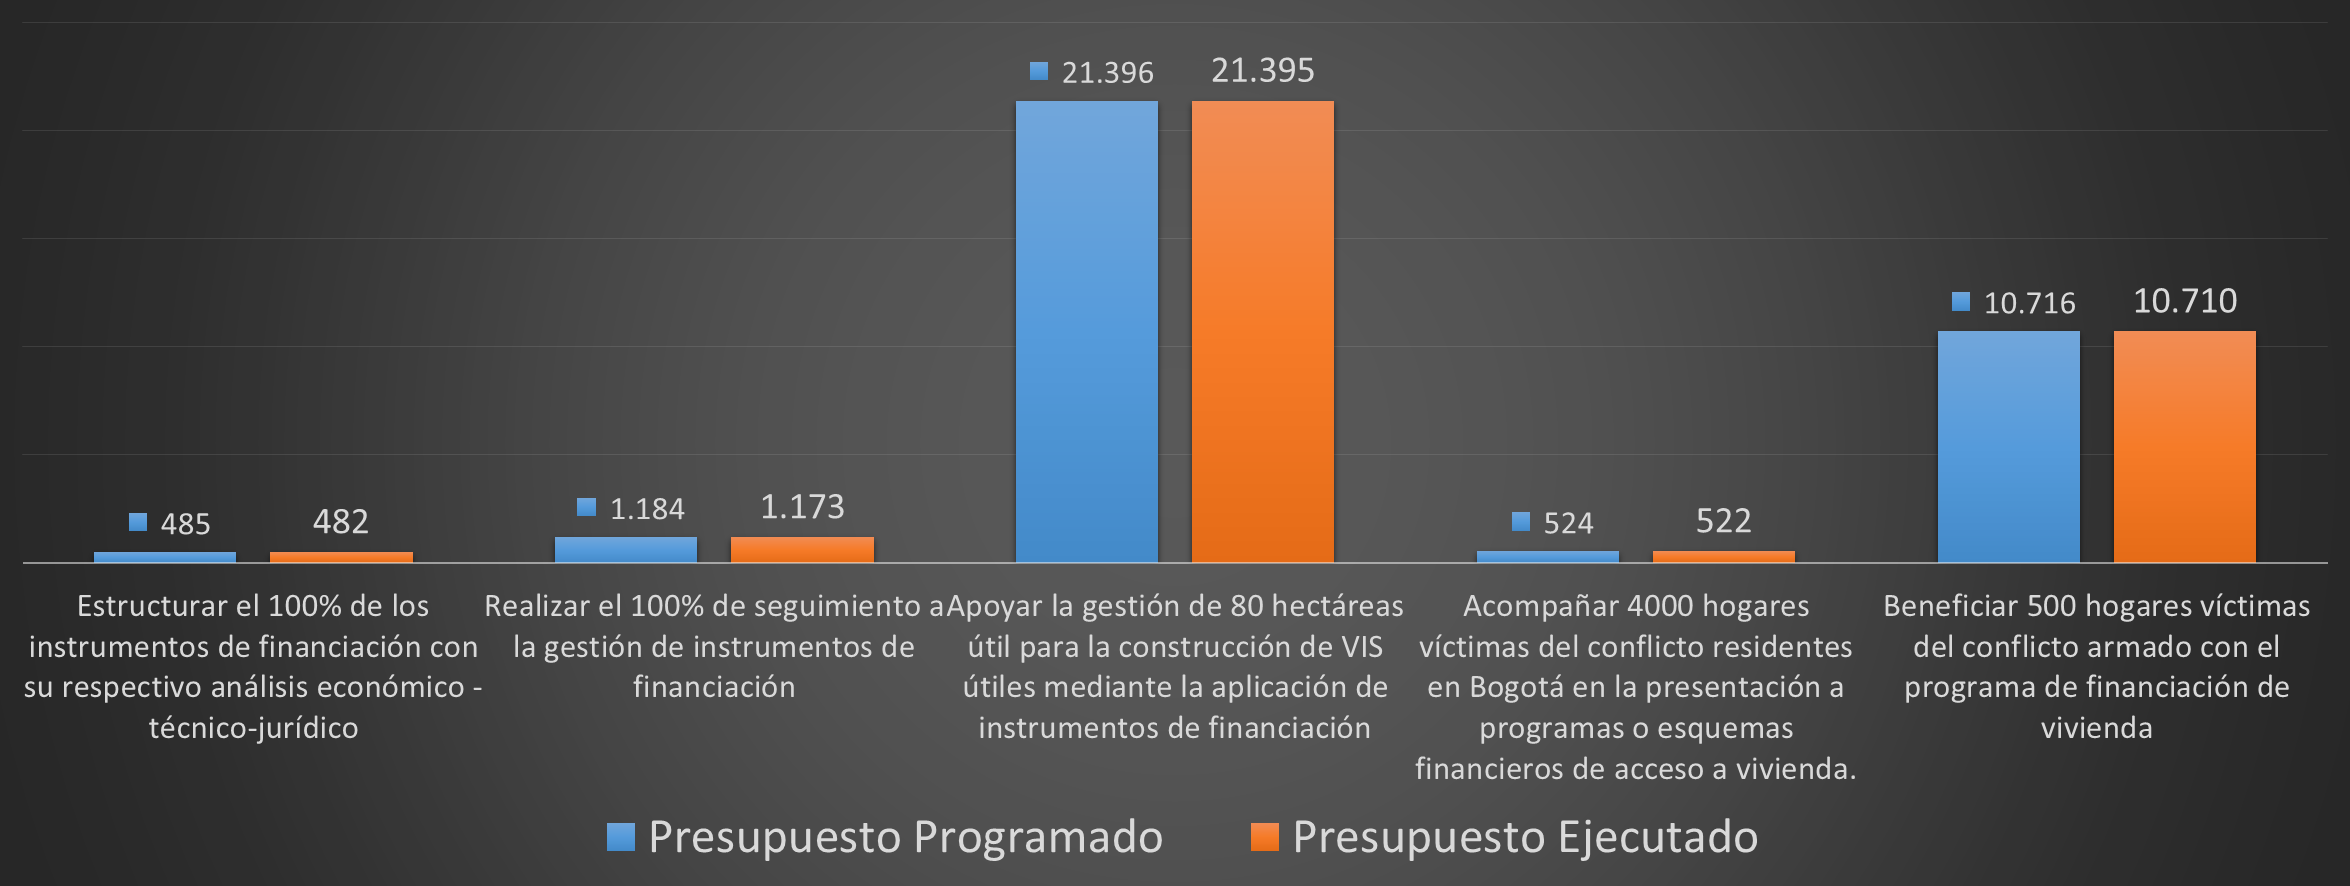 21.396
21.395
10.716
10.710
1.184
1.173
485
482
524
522
Estructurar el 100% de los
instrumentos de financiación con
su respectivo análisis económico -
técnico-jurídico
Realizar el 100% de seguimiento a
la gestión de instrumentos de
financiación
Apoyar la gestión de 80 hectáreas
útil para la construcción de VIS
útiles mediante la aplicación de
instrumentos de financiación
Acompañar 4000 hogares
víctimas del conflicto residentes
en Bogotá en la presentación a
programas o esquemas
financieros de acceso a vivienda.
Beneficiar 500 hogares víctimas
del conflicto armado con el
programa de financiación de
vivienda
Presupuesto Programado
Presupuesto Ejecutado